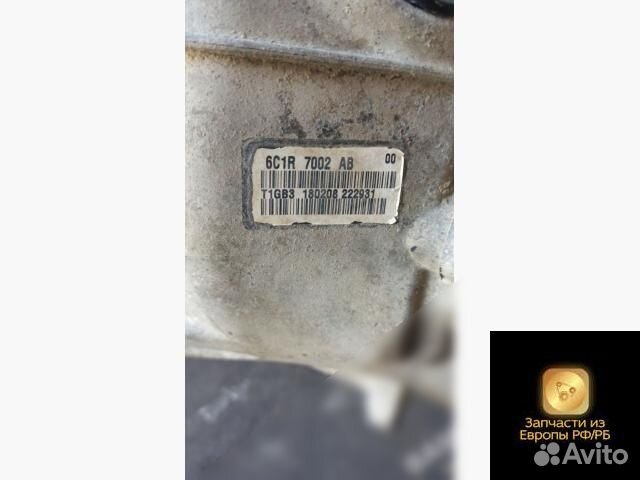 6C1R 7002 AB 00
T1GB3 180208 222931
Запчасти из
Европы РФ/РБ
Avito